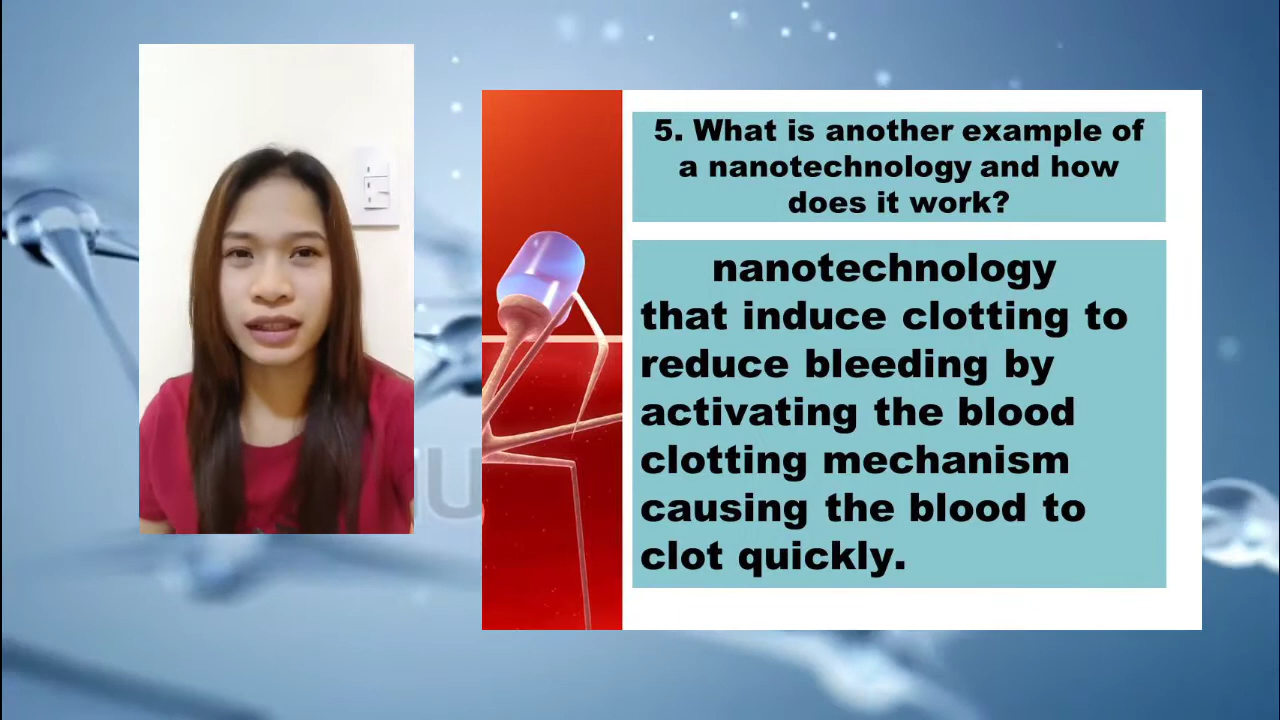 5. What is another example of
a nanotechnology and how
does it work?
nanotechnology
that induce clotting to
reduce bleeding by
activating the blood
clotting mechanism
causing the blood to
clot quickly.